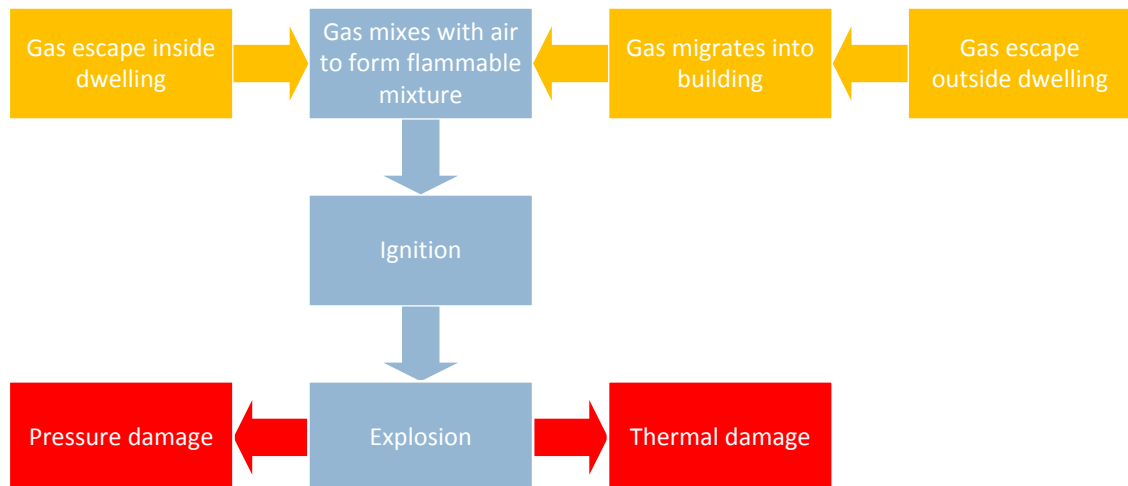 Gas escape inside
dwelling
Gas mixes with air
to form flammable
mixture
Gas migrates into
building
Gas escape
outside dwelling
Ignition
Pressure damage
Explosion
Thermal damage